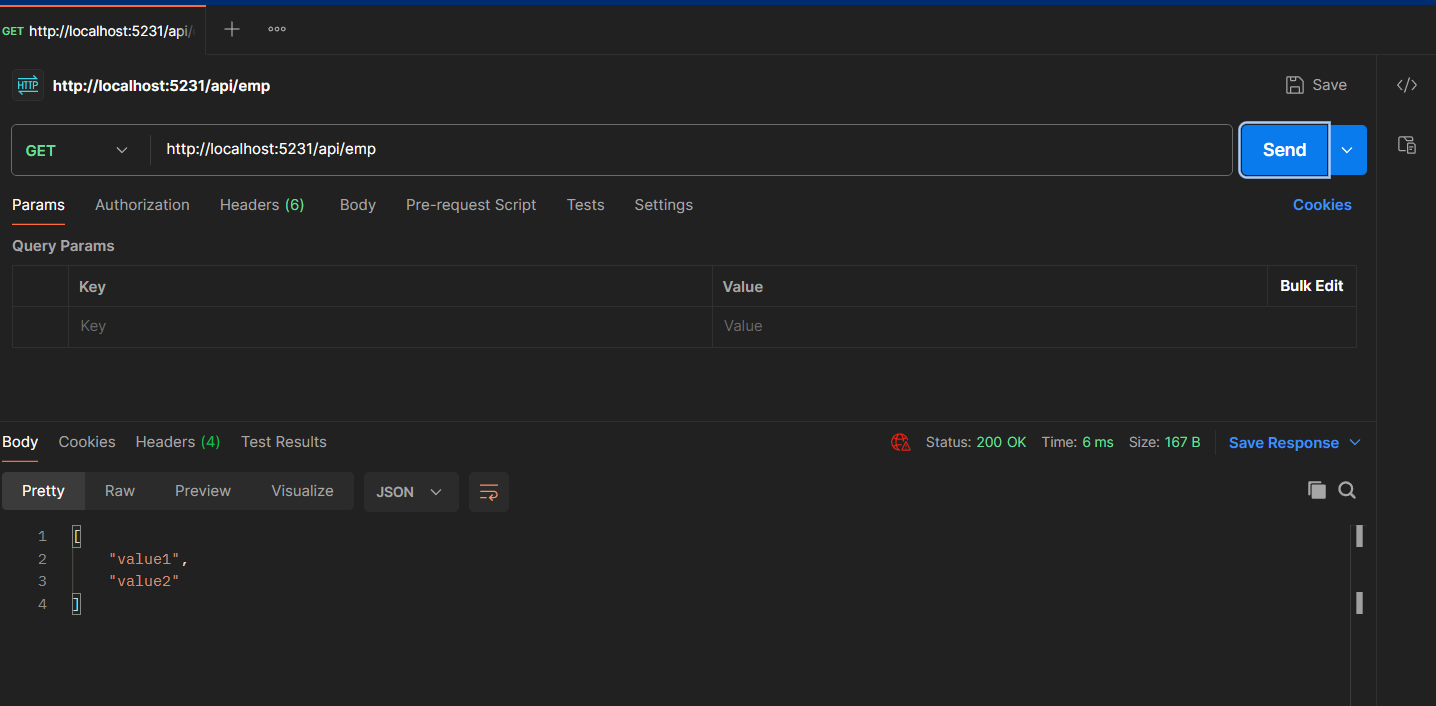 GET http://localhost:5231/api/
HTTP http://localhost:5231/api/emp Save
GET http://localhost:5231/api/emp Send
Params Authorization Headers (6) Body Pre-request Script Tests Settings Cookies
Query Params
Key Value Bulk Edit
Key Value
Body Cookies Headers (4) Test Results Status: 200 OK Time: 6 ms Size: 167 B Save Response
Pretty Raw Preview Visualize JSON
1 [
2 "value1",
3 "value2"
4 ]